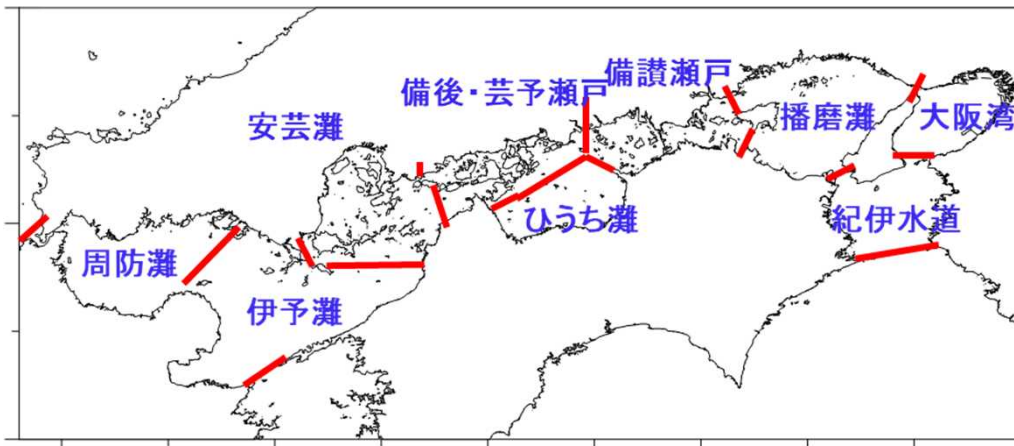 備讃瀬戸
備後・芸予瀬戸
安芸灘
播磨灘
大阪湾
ひうち灘
紀伊水道
周防灘
伊予灘